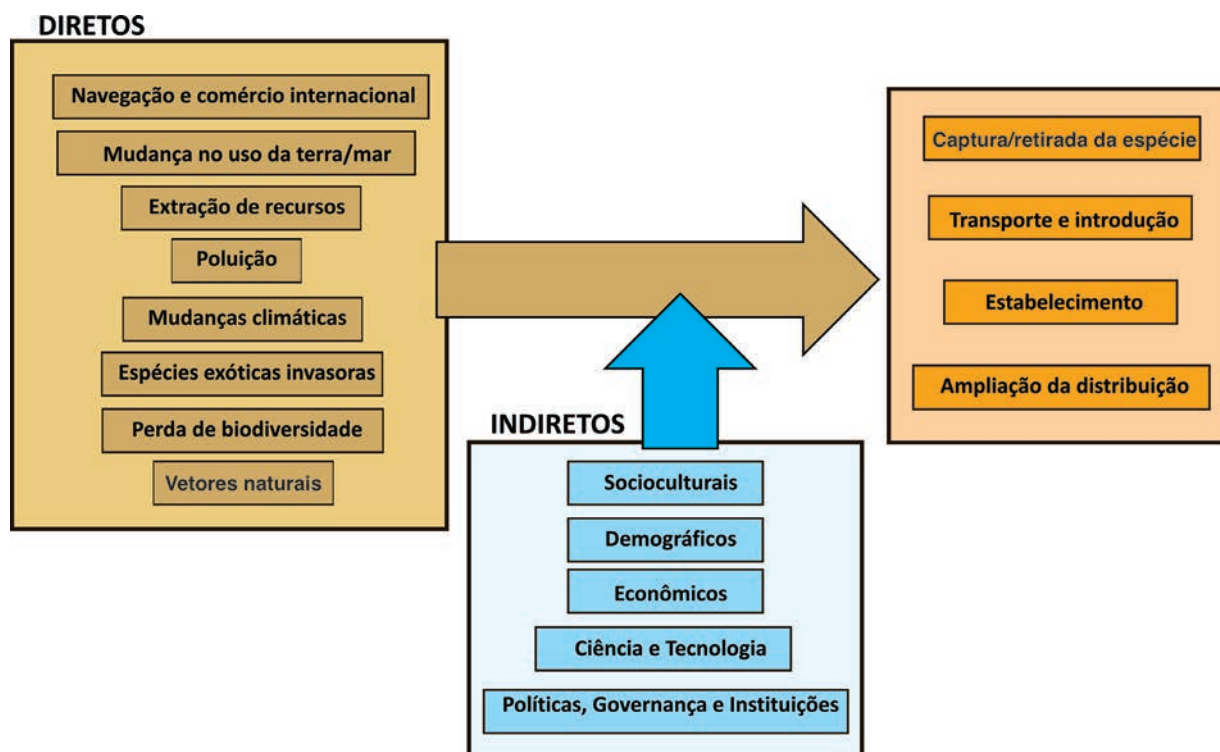 DIRETOS
Navegação e comércio internacional
Mudança no uso da terra/mar
Extração de recursos
Poluição
Mudanças climáticas
Espécies exóticas invasoras
Perda de biodiversidade
Vetores naturais
INDIRETOS
Socioculturais
Demográficos
Econômicos
Ciência e Tecnologia
Políticas, Governança e Instituições
Captura/retirada da espécie
Transporte e introdução
Estabelecimento
Ampliação da distribuição